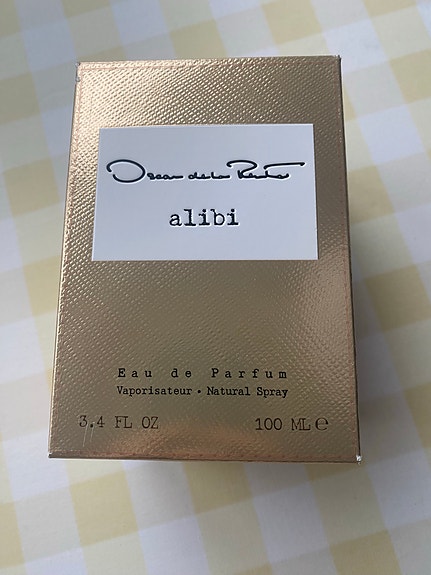 Oscar de la Renta
alibi
Eau de Parfum
Vaporisateur • Natural Spray
3.4 FL OZ 100 ML ℮